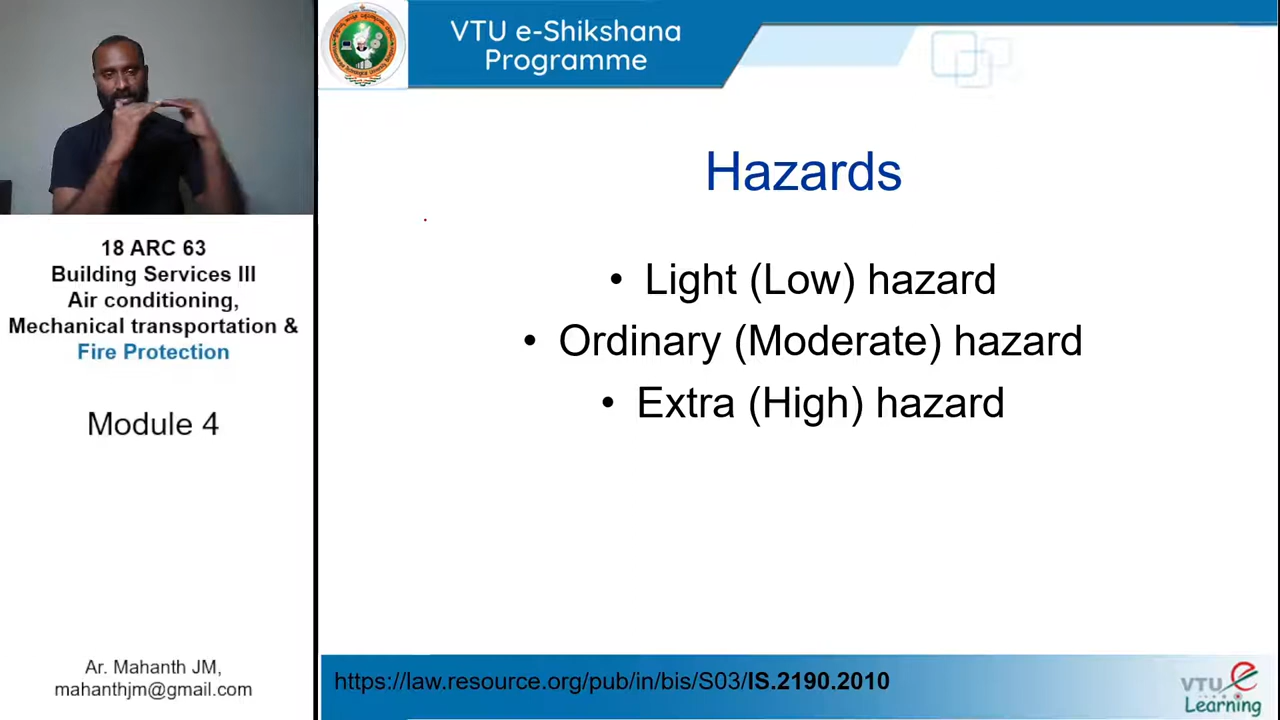 VTU e-Shikshana
Programme
18 ARC 63
Building Services III
Air conditioning,
Mechanical transportation &
Fire Protection
Module 4
Ar. Mahanth JM,
mahanthjm@gmail.com
Hazards
• Light (Low) hazard
• Ordinary (Moderate) hazard
• Extra (High) hazard
https://law.resource.org/pub/in/bis/S03/IS.2190.2010
VTU e
Learning